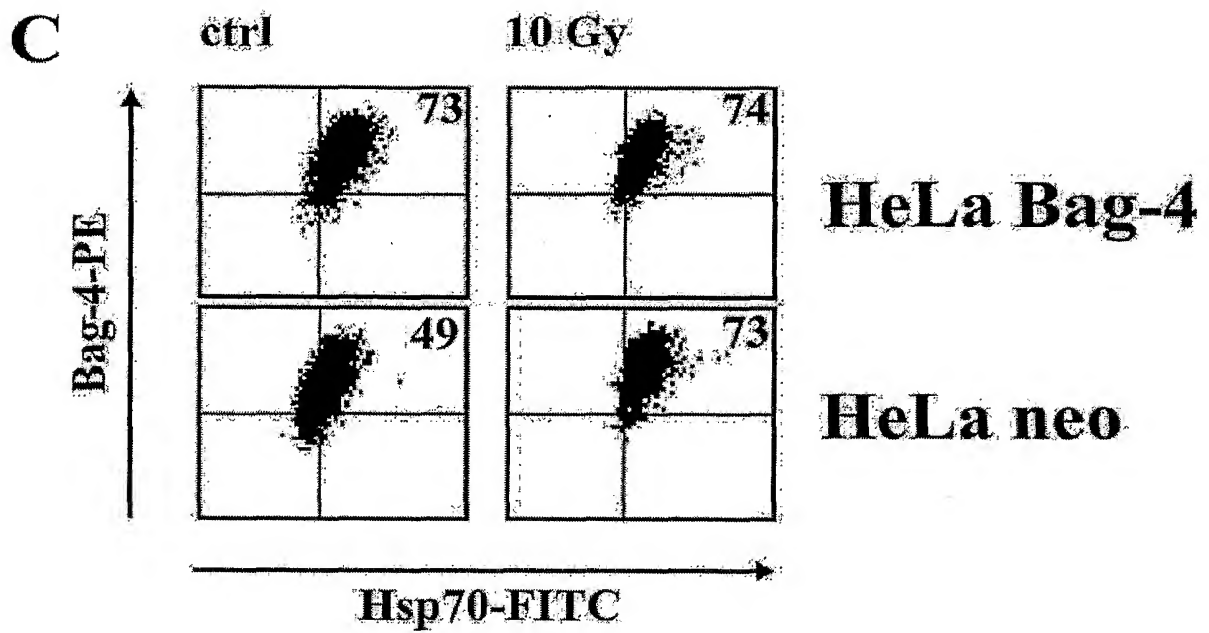 C
ctrl 10 Gy
73 74
HeLa Bag-4
Bag-4-PE
49 73
HeLa neo
Hsp70-FITC